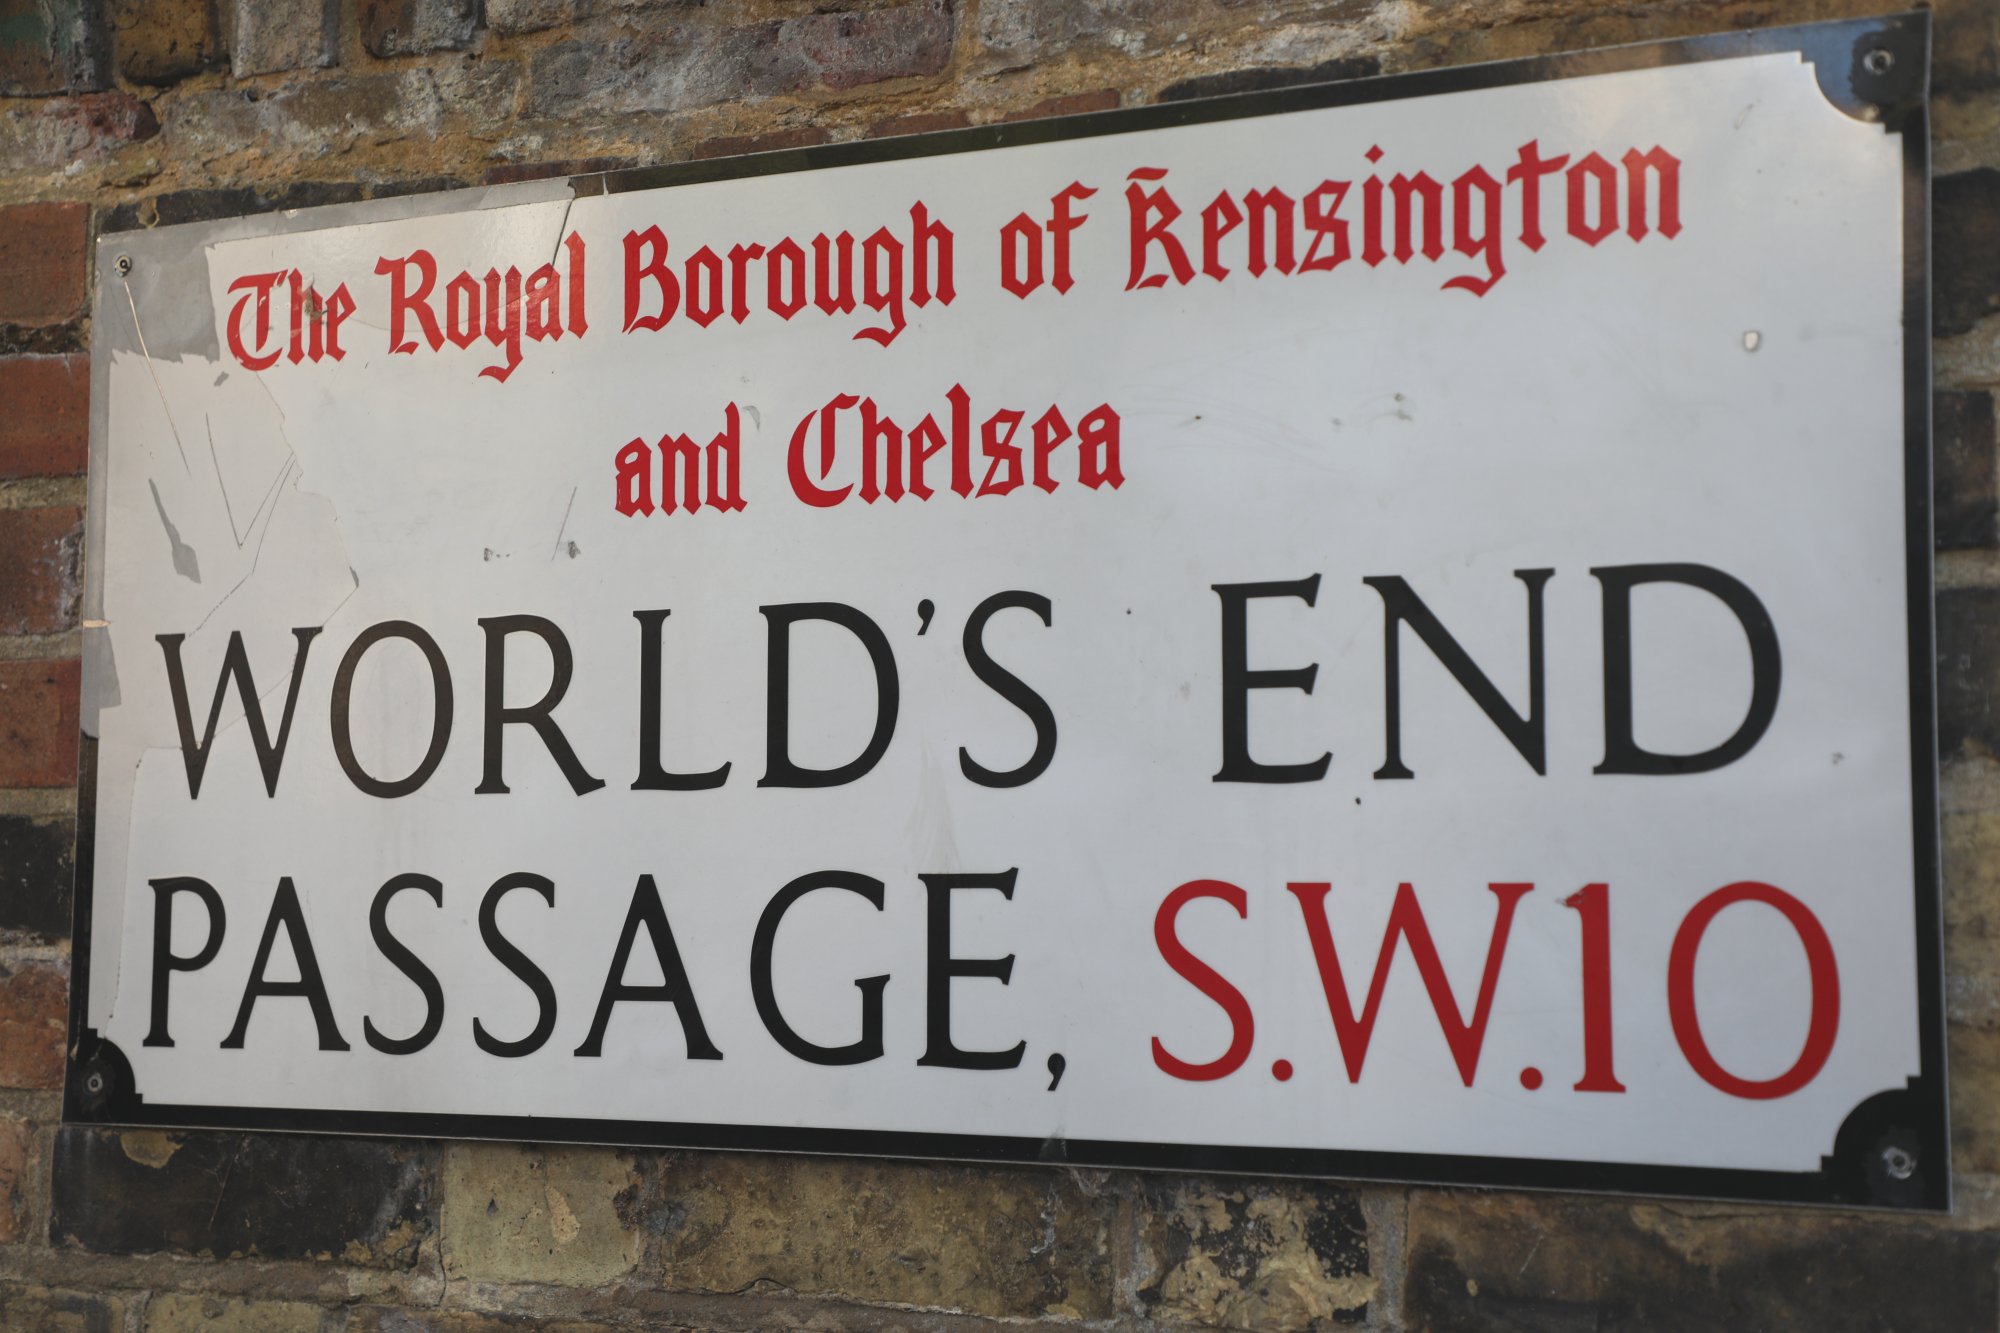 The Royal Borough of Kensington
and Chelsea
WORLD'S END
PASSAGE, S.W.10